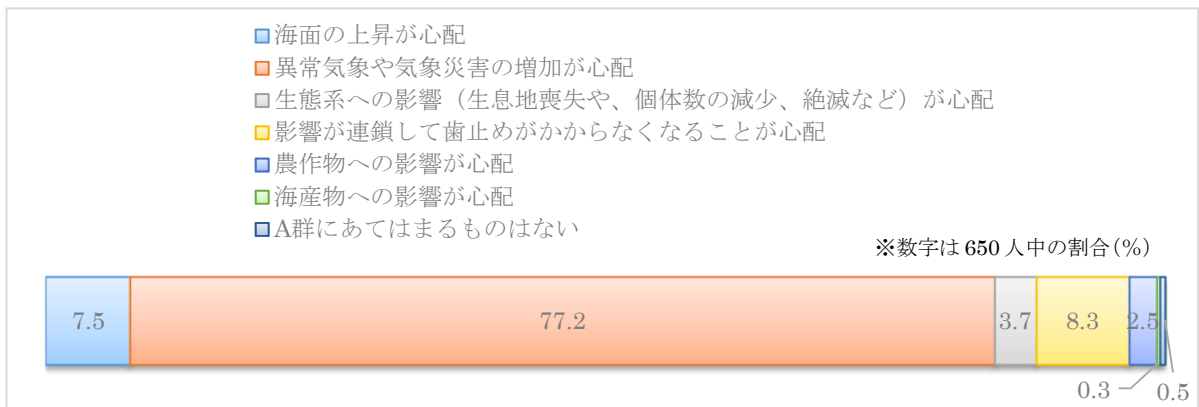 海面の上昇が心配
異常気象や気象災害の増加が心配
生態系への影響（生息地喪失や、個体数の減少、絶滅など）が心配
影響が連鎖して歯止めがかからなくなることが心配
農作物への影響が心配
海産物への影響が心配
A群にあてはまるものはない
※数字は 650 人中の割合(%)
7.5 77.2 3.7 8.3 2.5
0.3 0.5